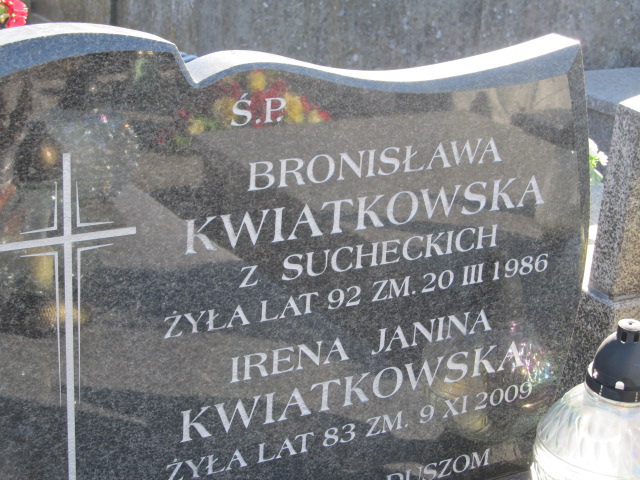 Ś.P.
BRONISŁAWA
KWIATKOWSKA
Z SUCHECKICH
ŻYŁA LAT 92 ZM. 20 III 1986
IRENA JANINA
KWIATKOWSKA
ŻYŁA LAT 83 ZM. 9 XI 2009
DUSZOM